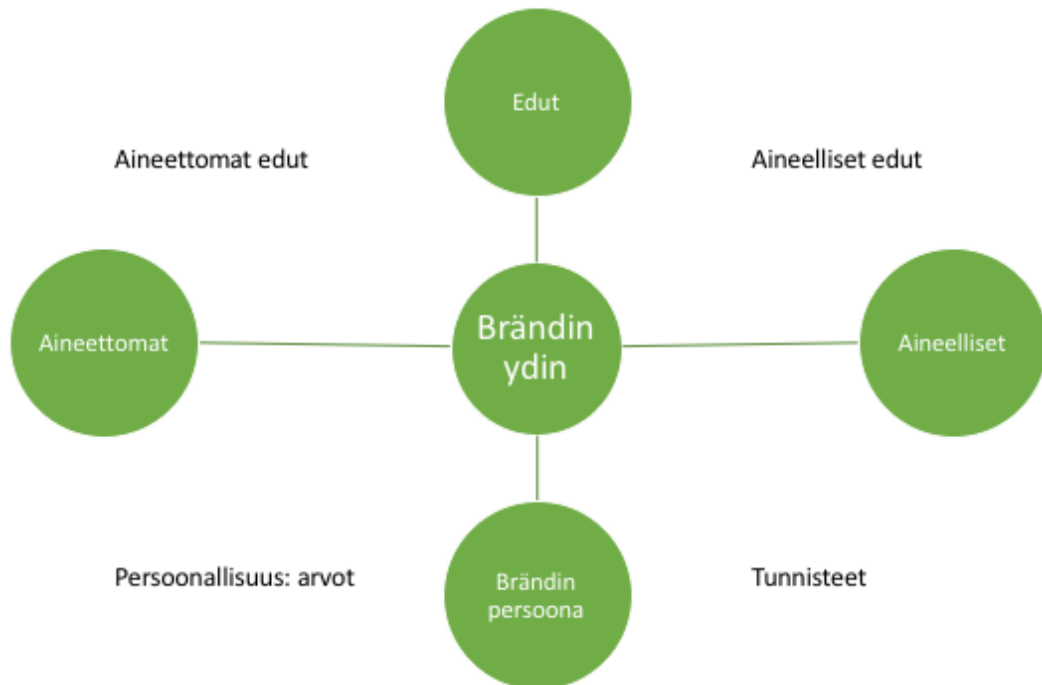 Edut
Aineettomat edut
Aineelliset edut
Aineettomat
Brändin
ydin
Aineelliset
Persoonallisuus: arvot
Brändin
persoona
Tunnisteet